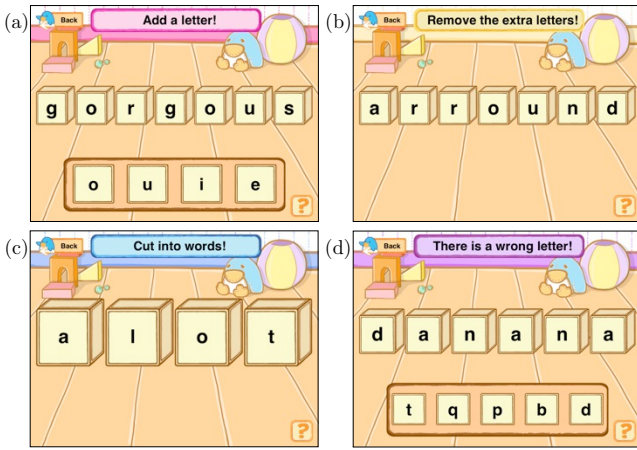 (a)
Back
Add a letter!
g o r g o u s
o u i e
?
(b)
Back
Remove the extra letters!
a r r o u n d
?
(c)
Back
Cut into words!
a l o t
?
(d)
Back
There is a wrong letter!
d a n a n a
t q p b d
?